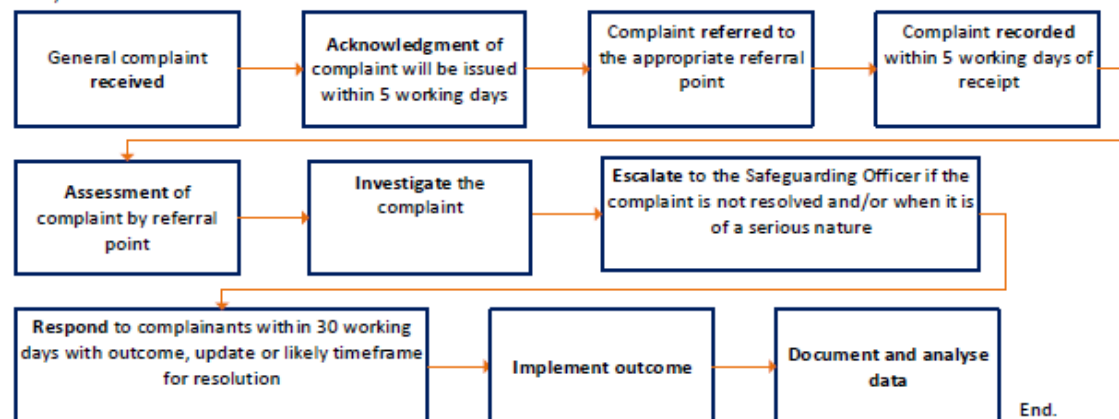 General complaint
received
Acknowledgment of
complaint will be issued
within 5 working days
Complaint referred to
the appropriate referral
point
Complaint recorded
within 5 working days of
receipt
Assessment of
complaint by referral
point
Investigate the
complaint
Escalate to the Safeguarding Officer if the
complaint is not resolved and/or when it is
of a serious nature
Respond to complainants within 30 working
days with outcome, update or likely timeframe
for resolution
Implement outcome
Document and analyse
data
End.